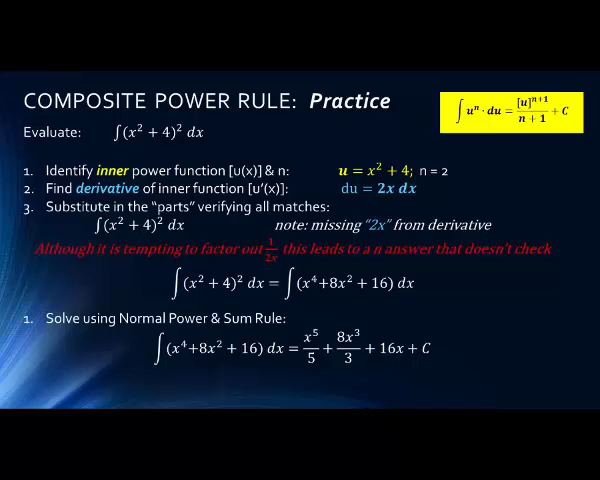 COMPOSITE POWER RULE: Practice
∫ uⁿ · du = [u]ⁿ⁺¹/(n + 1) + C
Evaluate: ∫(x² + 4)² dx
1. Identify inner power function [u(x)] & n: u = x² + 4; n = 2
2. Find derivative of inner function [u'(x)]: du = 2x dx
3. Substitute in the "parts" verifying all matches:
∫(x² + 4)² dx note: missing "2x" from derivative
Although it is tempting to factor out 1/2x this leads to a n answer that doesn't check
∫(x² + 4)² dx = ∫(x⁴+8x² + 16) dx
1. Solve using Normal Power & Sum Rule:
∫(x⁴+8x² + 16) dx = x⁵/5 + 8x³/3 + 16x + C